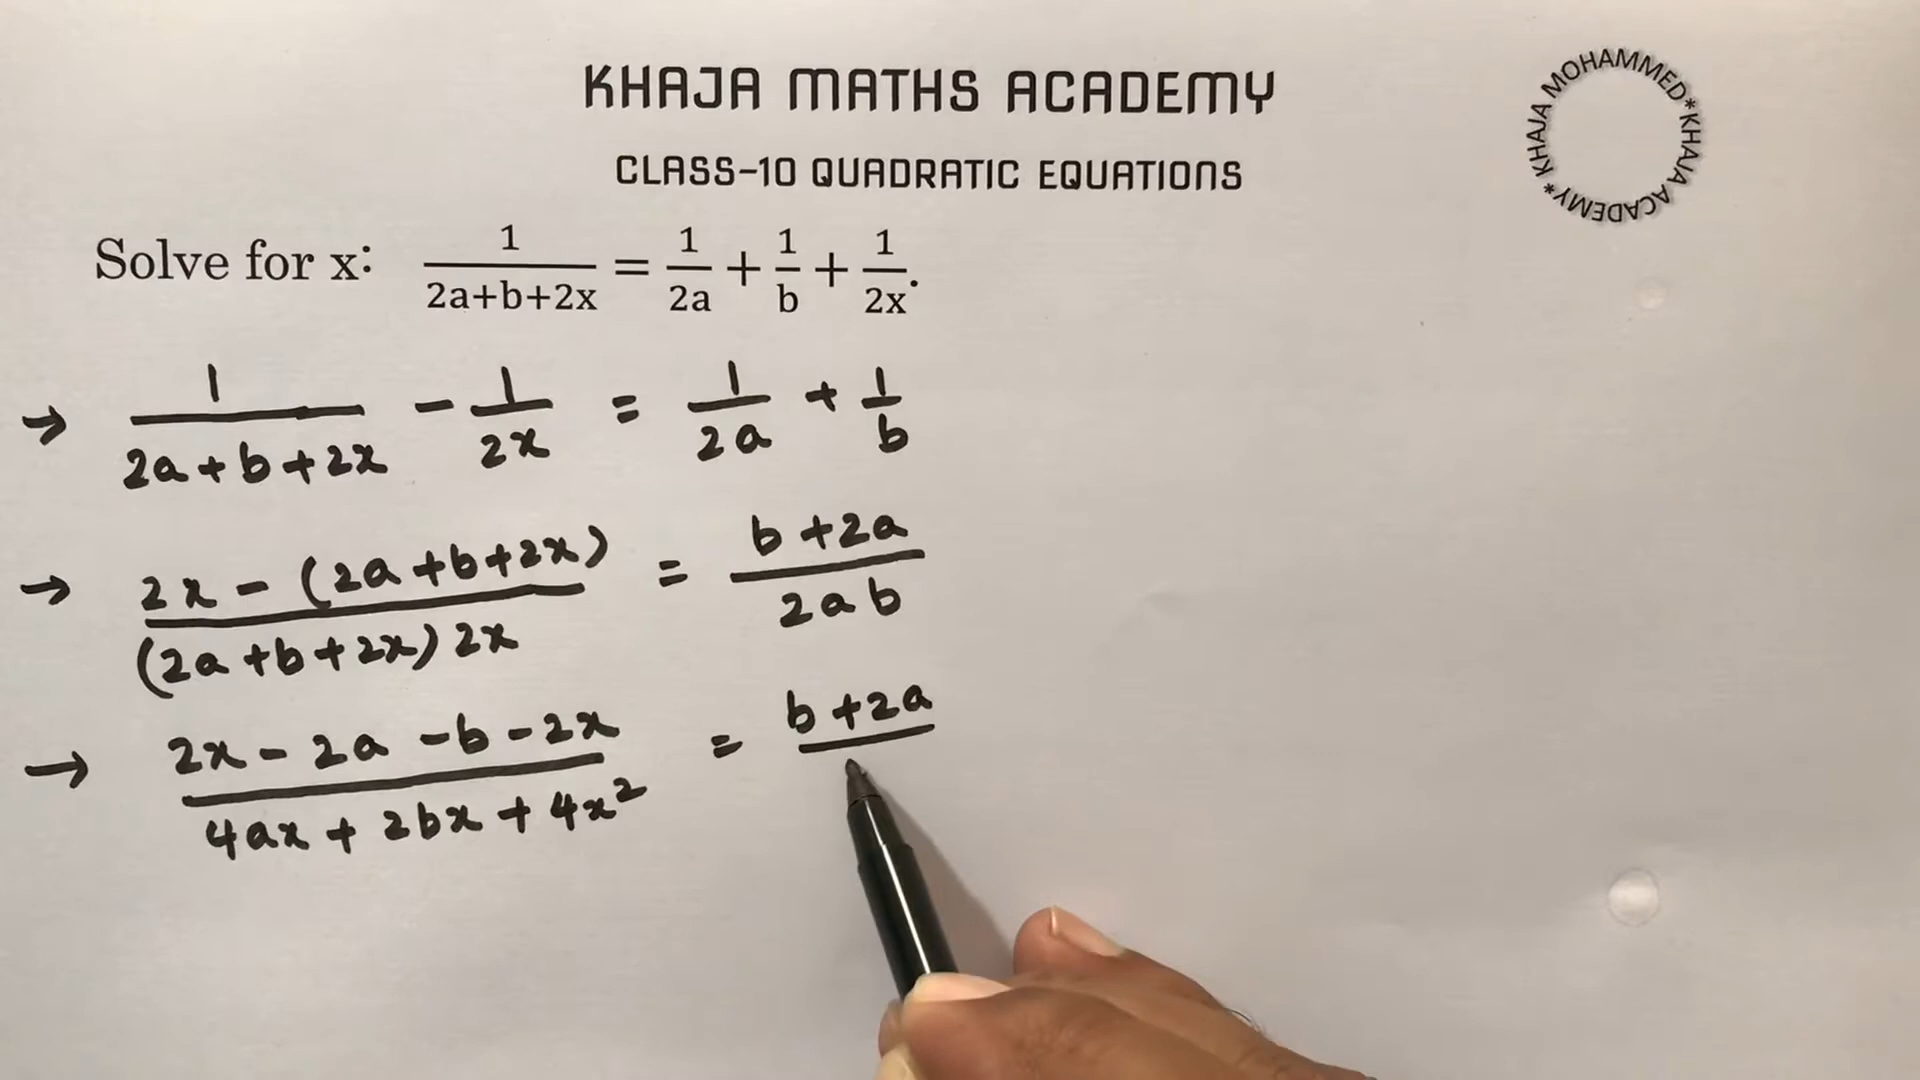 KHAJA MATHS ACADEMY
CLASS-10 QUADRATIC EQUATIONS
KHAJA MOHAMMED*KHAJA ACADEMY*
Solve for x: 1/(2a+b+2x) = 1/2a + 1/b + 1/2x.
→ 1/(2a+b+2x) - 1/2x = 1/2a + 1/b
→ (2x-(2a+b+2x))/((2a+b+2x)2x) = (b+2a)/2ab
→ (2x-2a-b-2x)/(4ax+2bx+4x²) = b+2a